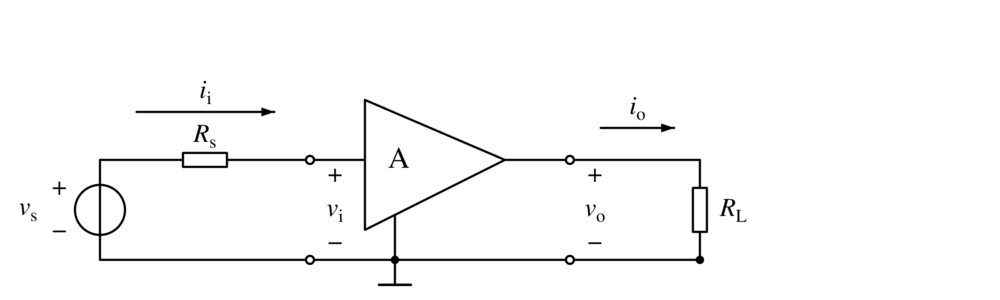 i_i
i_o
R_s
A
+ + +
v_s v_i v_o R_L
− − −